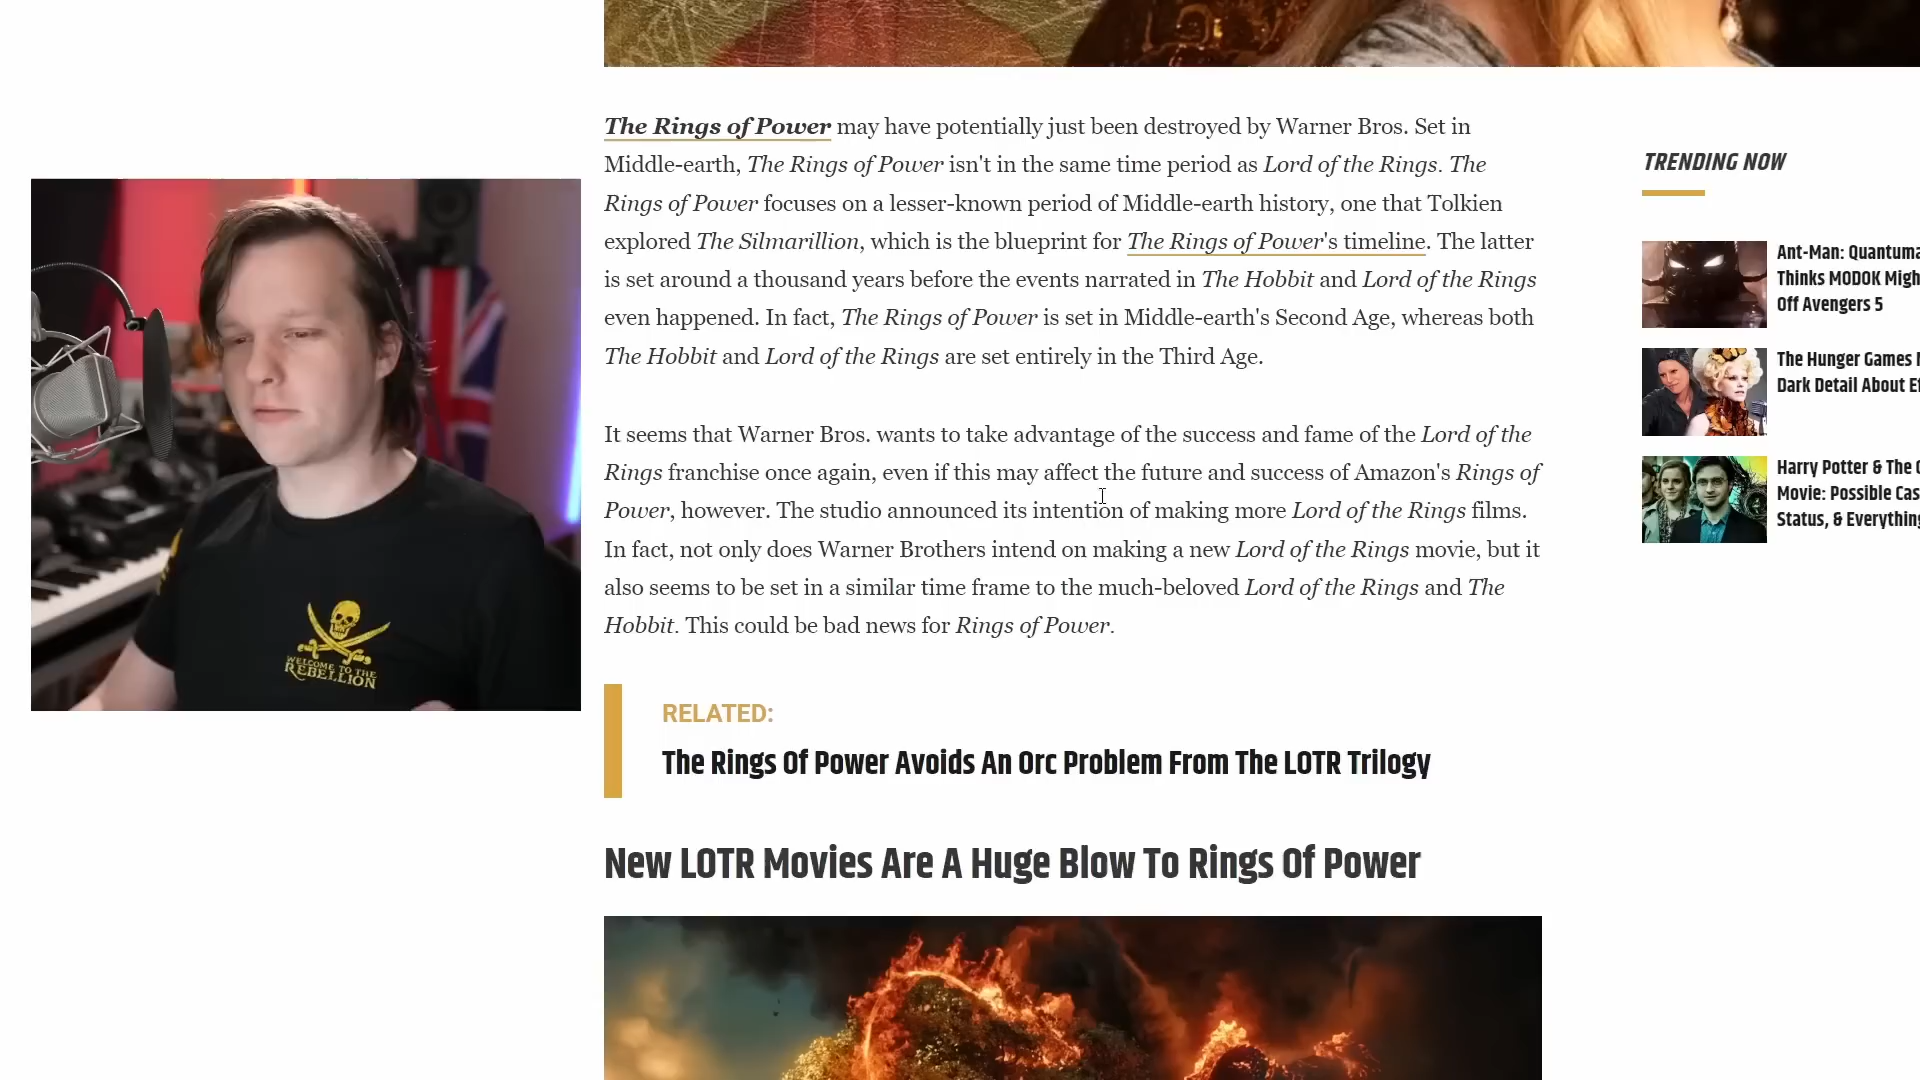 The Rings of Power may have potentially just been destroyed by Warner Bros. Set in
Middle-earth, The Rings of Power isn't in the same time period as Lord of the Rings. The
Rings of Power focuses on a lesser-known period of Middle-earth history, one that Tolkien
explored The Silmarillion, which is the blueprint for The Rings of Power's timeline. The latter
is set around a thousand years before the events narrated in The Hobbit and Lord of the Rings
even happened. In fact, The Rings of Power is set in Middle-earth's Second Age, whereas both
The Hobbit and Lord of the Rings are set entirely in the Third Age.
It seems that Warner Bros. wants to take advantage of the success and fame of the Lord of the
Rings franchise once again, even if this may affect the future and success of Amazon's Rings of
Power, however. The studio announced its intention of making more Lord of the Rings films.
In fact, not only does Warner Brothers intend on making a new Lord of the Rings movie, but it
also seems to be set in a similar time frame to the much-beloved Lord of the Rings and The
Hobbit. This could be bad news for Rings of Power.
RELATED:
The Rings Of Power Avoids An Orc Problem From The LOTR Trilogy
New LOTR Movies Are A Huge Blow To Rings Of Power
TRENDING NOW
Ant-Man: Quantuma
Thinks MODOK Migh
Off Avengers 5
The Hunger Games
Dark Detail About
Harry Potter & The
Movie: Possible Cas
Status, & Everything
WELCOME TO THE
REBELLION